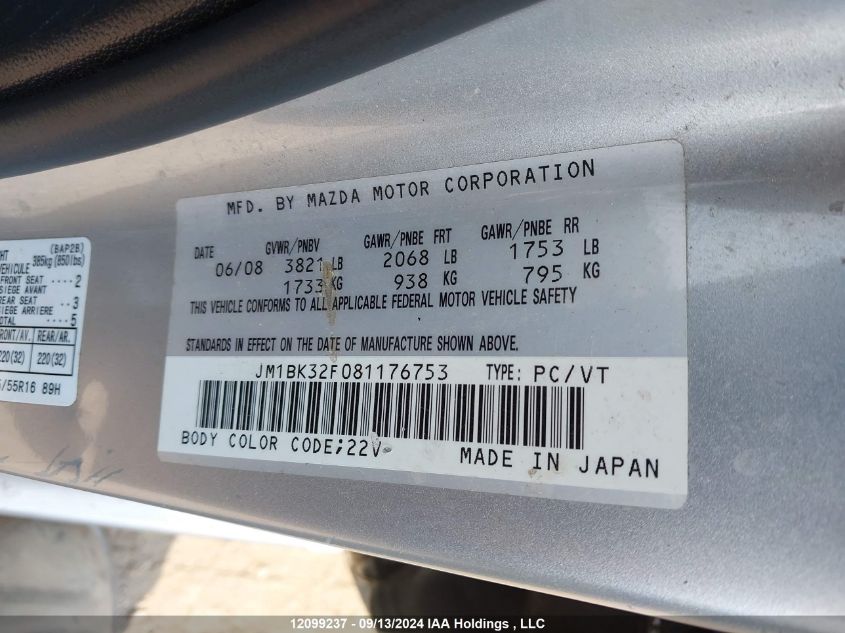 MFD. BY MAZDA MOTOR CORPORATION
DATE GVWR/PNBV GAWR/PNBE FRT GAWR/PNBE RR
06/08 3821 LB 2068 LB 1753 LB
1733 KG 938 KG 795 KG
THIS VEHICLE CONFORMS TO ALL APPLICABLE FEDERAL MOTOR VEHICLE SAFETY
STANDARDS IN EFFECT ON THE DATE OF MANUFACTURE SHOWN ABOVE.
JM1BK32F081176753 TYPE: PC/VT
BODY COLOR CODE;22V
MADE IN JAPAN
(BAP2B)
385kg (850lbs)
FRONT SEAT ---- 2
SIEGE AVANT
REAR SEAR -- 3
SIEGE ARRIERE
---- 5
REAR/AR.
220(32) 220(32)
/55R16 89H
12099237 - 09/13/2024 IAA Holdings , LLC